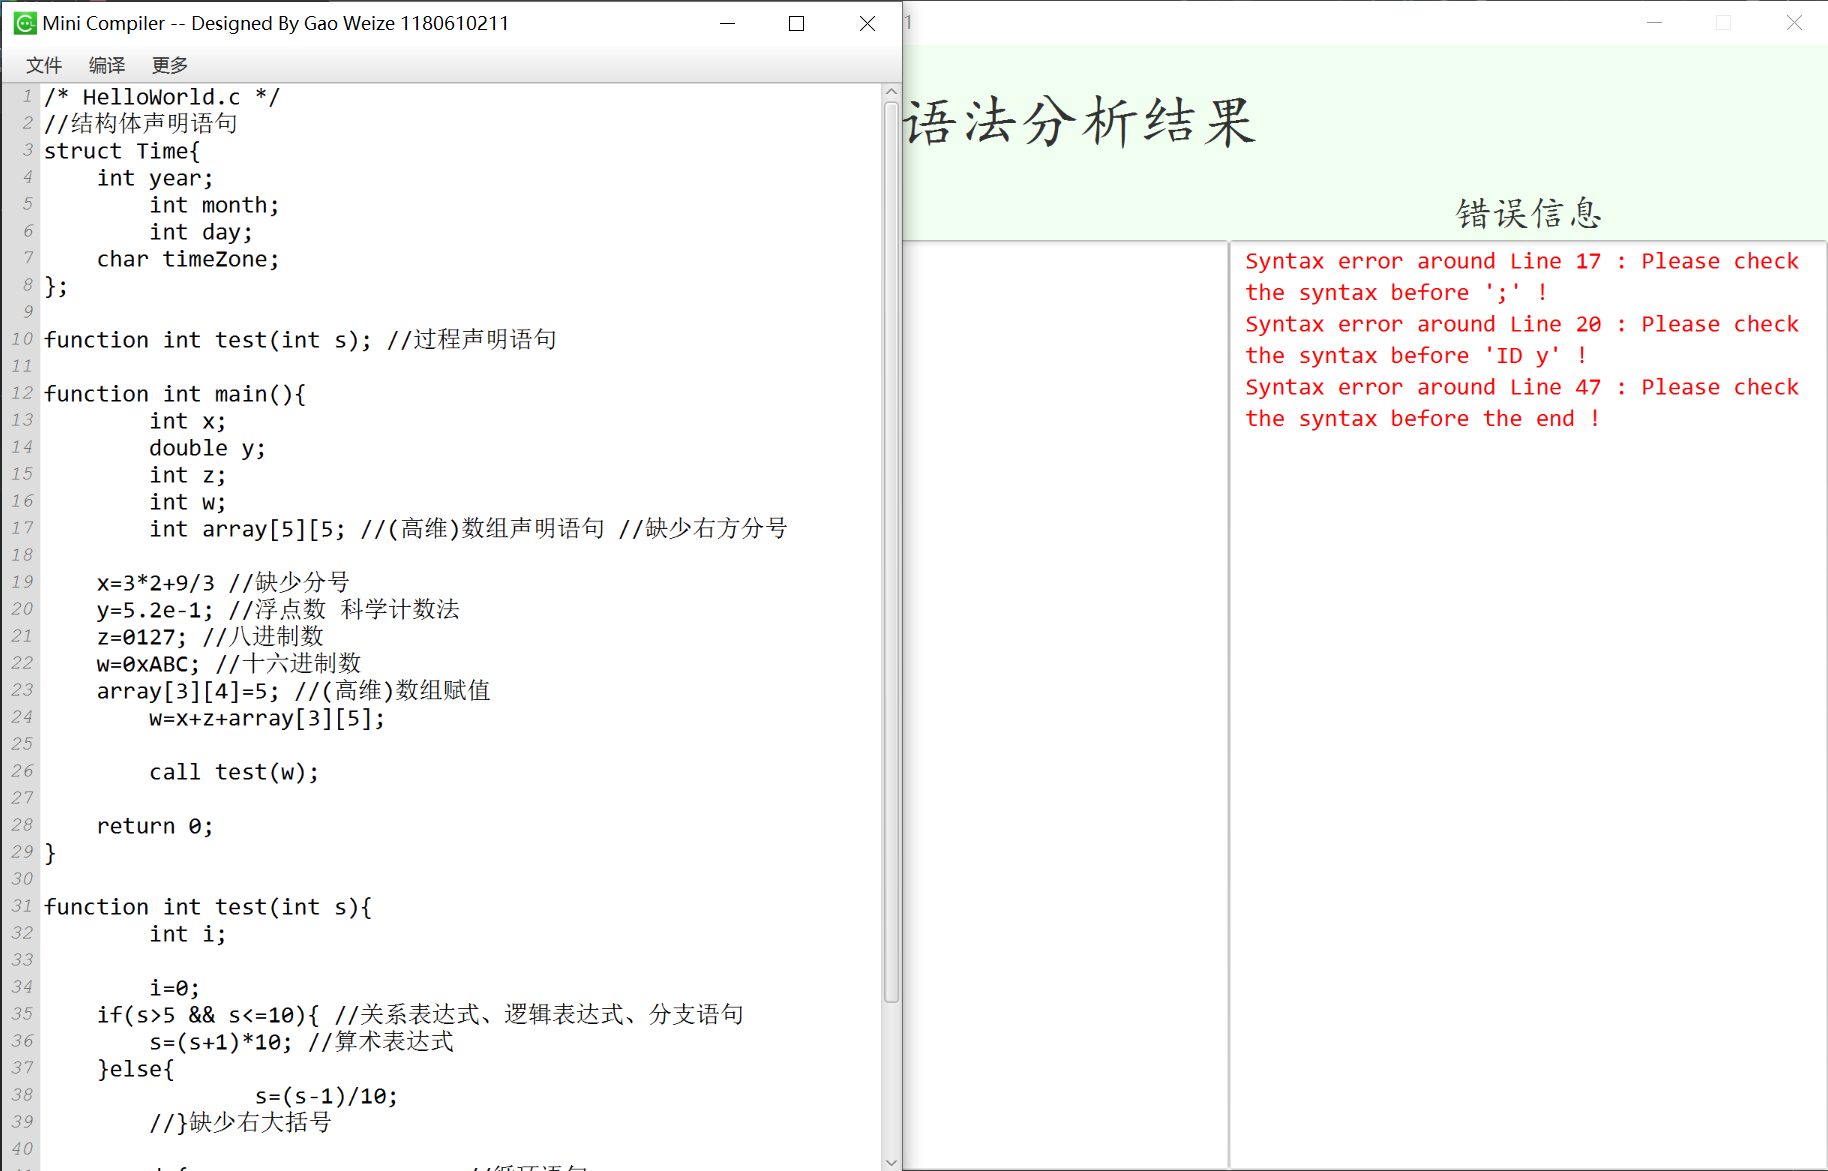 Mini Compiler -- Designed By Gao Weize 1180610211
文件 编译 更多
1 /* HelloWorld.c */
2 //结构体声明语句
3 struct Time{
4 int year;
5 int month;
6 int day;
7 char timeZone;
8 };
9
10 function int test(int s); //过程声明语句
11
12 function int main(){
13 int x;
14 double y;
15 int z;
16 int w;
17 int array[5][5; //(高维)数组声明语句 //缺少右方分号
18
19 x=3*2+9/3 //缺少分号
20 y=5.2e-1; //浮点数 科学计数法
21 z=0127; //八进制数
22 w=0xABC; //十六进制数
23 array[3][4]=5; //(高维)数组赋值
24 w=x+z+array[3][5];
25
26 call test(w);
27
28 return 0;
29 }
30
31 function int test(int s){
32 int i;
33
34 i=0;
35 if(s>5 && s<=10){ //关系表达式、逻辑表达式、分支语句
36 s=(s+1)*10; //算术表达式
37 }else{
38 s=(s-1)/10;
39 //}缺少右大括号
40
//循环语句
1
语法分析结果
错误信息
Syntax error around Line 17 : Please check
the syntax before ';' !
Syntax error around Line 20 : Please check
the syntax before 'ID y' !
Syntax error around Line 47 : Please check
the syntax before the end !